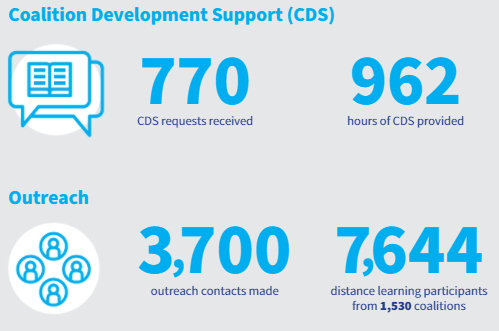 Coalition Development Support (CDS)
770
CDS requests received
962
hours of CDS provided
Outreach
3,700
outreach contacts made
7,644
distance learning participants
from 1,530 coalitions